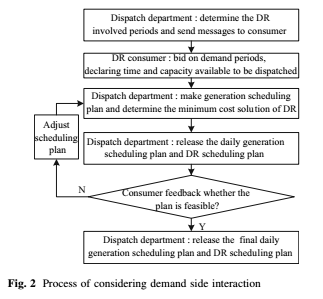 Dispatch department : determine the DR
involved periods and send messages to consumer
DR consumer : bid on demand periods,
declaring time and capacity available to be dispatched
Dispatch department : make generation scheduling
plan and determine the minimum cost solution of DR
Adjust
scheduling
plan
Dispatch department : release the daily generation
scheduling plan and DR scheduling plan
N
Consumer feedback whether the
plan is feasible?
Y
Dispatch department : release the final daily
generation scheduling plan and DR scheduling plan
Fig. 2 Process of considering demand side interaction